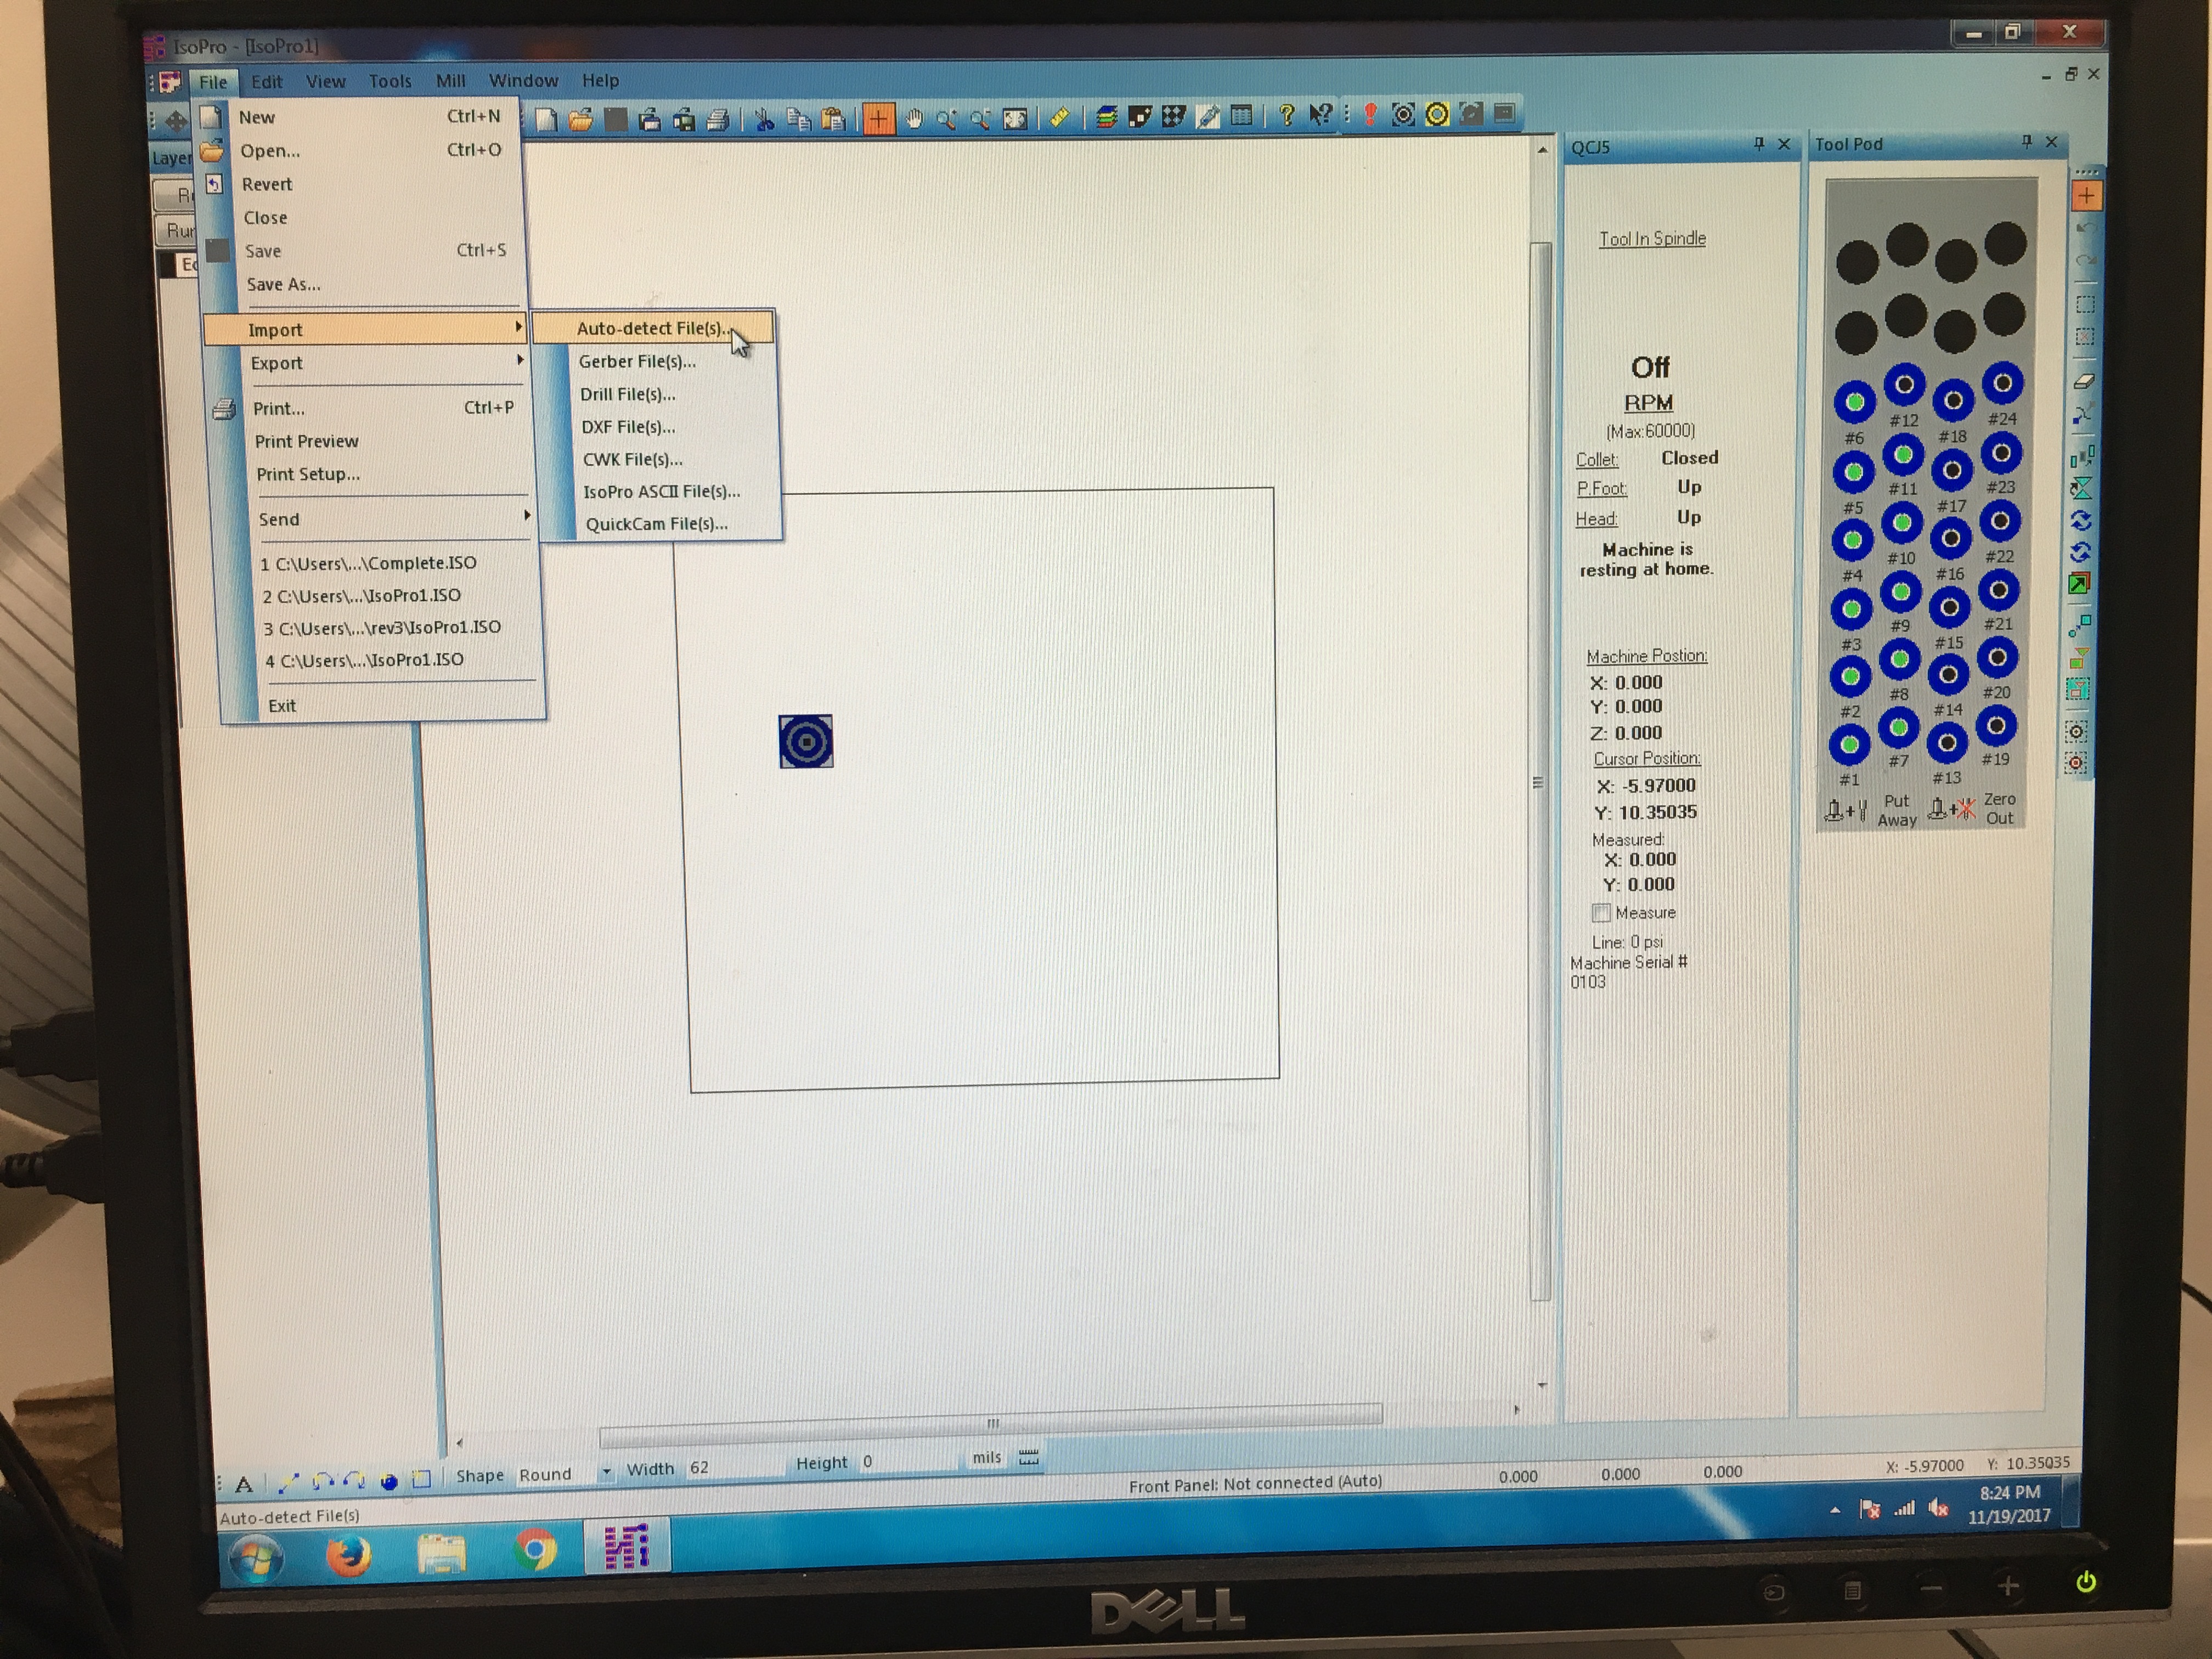 IsoPro - [IsoPro1]
File Edit View Tools Mill Window Help
New Ctrl+N
Open... Ctrl+O
Revert
Close
Save Ctrl+S
Save As...
Import
Export
Print... Ctrl+P
Print Preview
Print Setup...
Send
1 C:\Users\...\Complete.ISO
2 C:\Users\...\IsoPro1.ISO
3 C:\Users\...\rev3\IsoPro1.ISO
4 C:\Users\...\IsoPro1.ISO
Exit
Auto-detect File(s)...
Gerber File(s)...
Drill File(s)...
DXF File(s)...
CWK File(s)...
IsoPro ASCII File(s)...
QuickCam File(s)...
QCJ5
Tool In Spindle
Off
RPM
(Max:60000)
Collet: Closed
P.Foot: Up
Head: Up
Machine is
resting at home.
Machine Postion:
X: 0.000
Y: 0.000
Z: 0.000
Cursor Position:
X: -5.97000
Y: 10.35035
Measured:
X: 0.000
Y: 0.000
Measure
Line: 0 psi
Machine Serial #
0103
Tool Pod
#6 #12 #18 #24
#5 #11 #17 #23
#4 #10 #16 #22
#3 #9 #15 #21
#2 #8 #14 #20
#1 #7 #13 #19
Put Away
Zero Out
A Shape Round Width 62 Height 0 mils
Front Panel: Not connected (Auto) 0.000 0.000 0.000 X: -5.97000 Y: 10.35035
Auto-detect File(s)
8:24 PM
11/19/2017
DELL